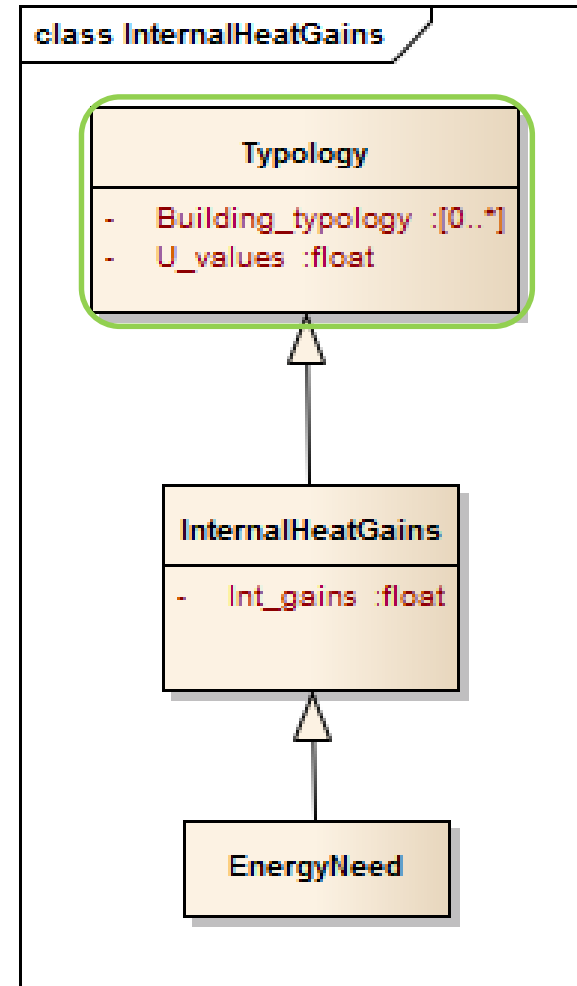 class InternalHeatGains
Typology
- Building_typology :[0..*]
- U_values :float
InternalHeatGains
- Int_gains :float
EnergyNeed